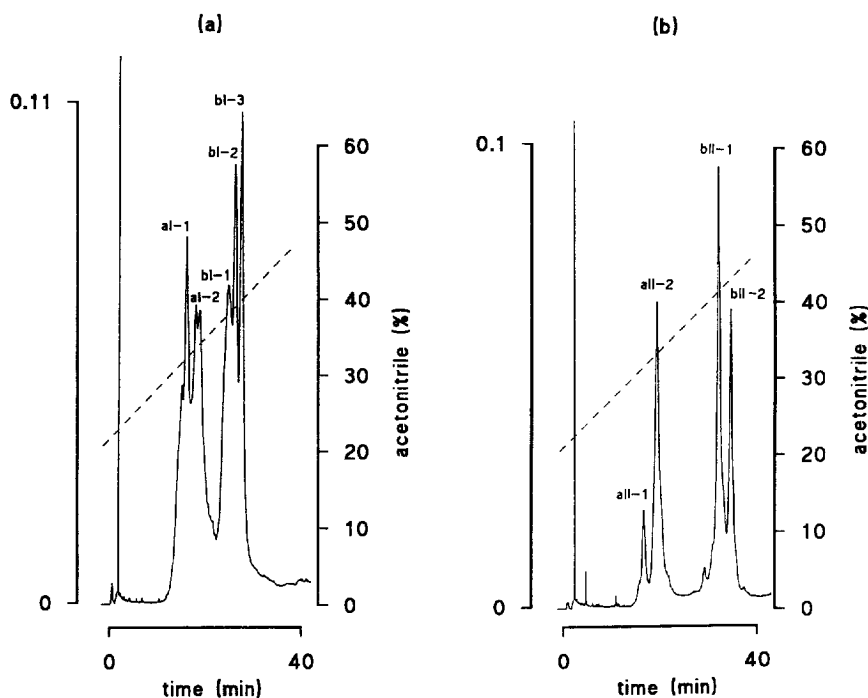 (a)
0.11
0
aI-1
aI-2
bI-1
bI-2
bI-3
60
50
40
30
20
10
0
acetonitrile (%)
0
40
time (min)
(b)
0.1
0
aII-1
aII-2
bII-1
bII-2
60
50
40
30
20
10
0
acetonitrile (%)
0
40
time (min)